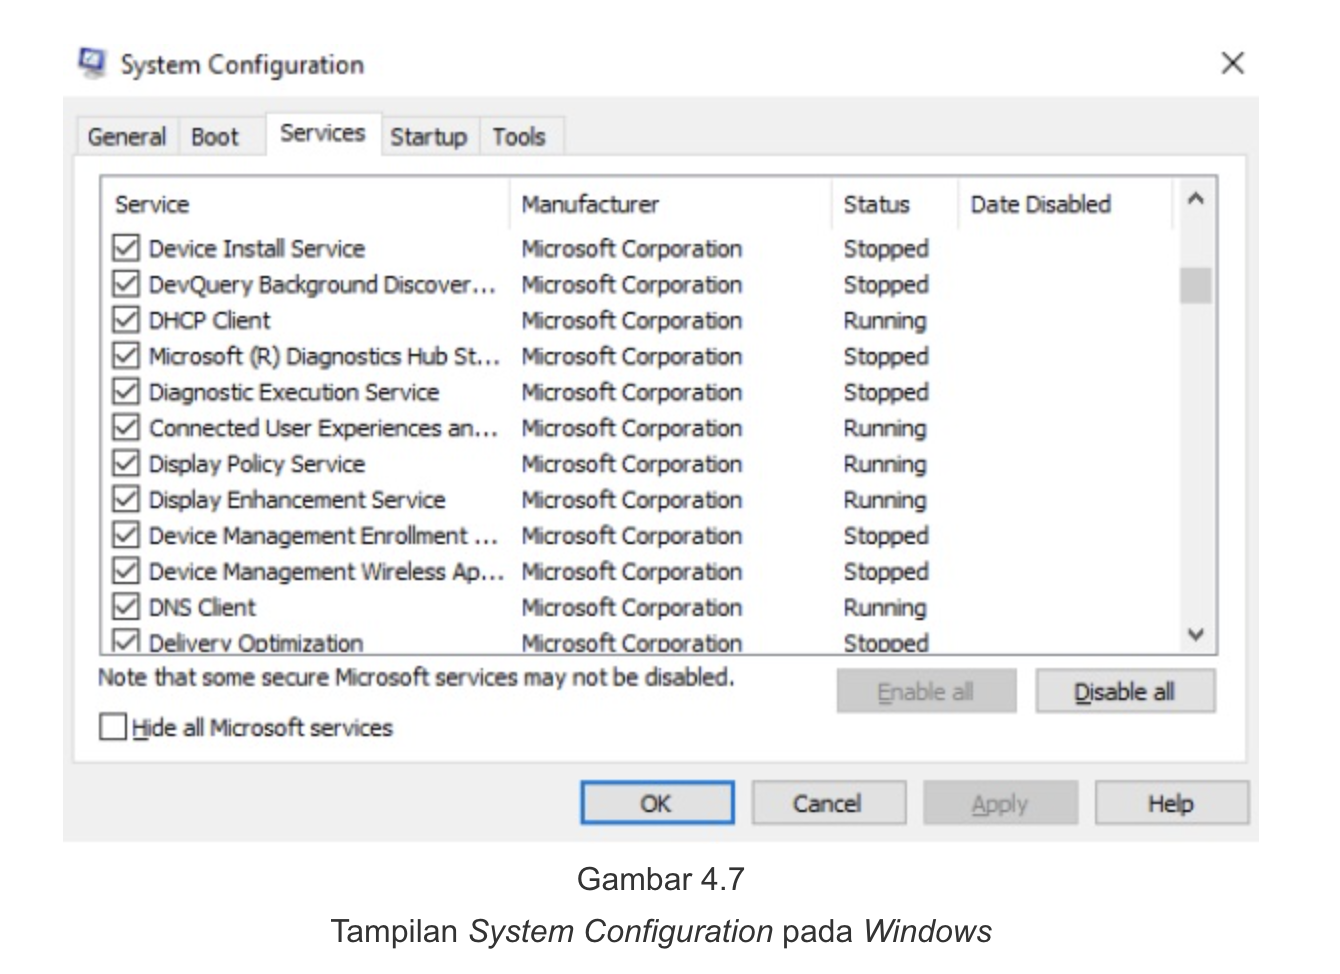 System Configuration
General Boot Services Startup Tools
Service Manufacturer Status Date Disabled
Device Install Service Microsoft Corporation Stopped
DevQuery Background Discover... Microsoft Corporation Stopped
DHCP Client Microsoft Corporation Running
Microsoft (R) Diagnostics Hub St... Microsoft Corporation Stopped
Diagnostic Execution Service Microsoft Corporation Stopped
Connected User Experiences an... Microsoft Corporation Running
Display Policy Service Microsoft Corporation Running
Display Enhancement Service Microsoft Corporation Running
Device Management Enrollment ... Microsoft Corporation Stopped
Device Management Wireless Ap... Microsoft Corporation Stopped
DNS Client Microsoft Corporation Running
Delivery Optimization Microsoft Corporation Stopped
Note that some secure Microsoft services may not be disabled.
Enable all Disable all
Hide all Microsoft services
OK Cancel Apply Help
Gambar 4.7
Tampilan System Configuration pada Windows